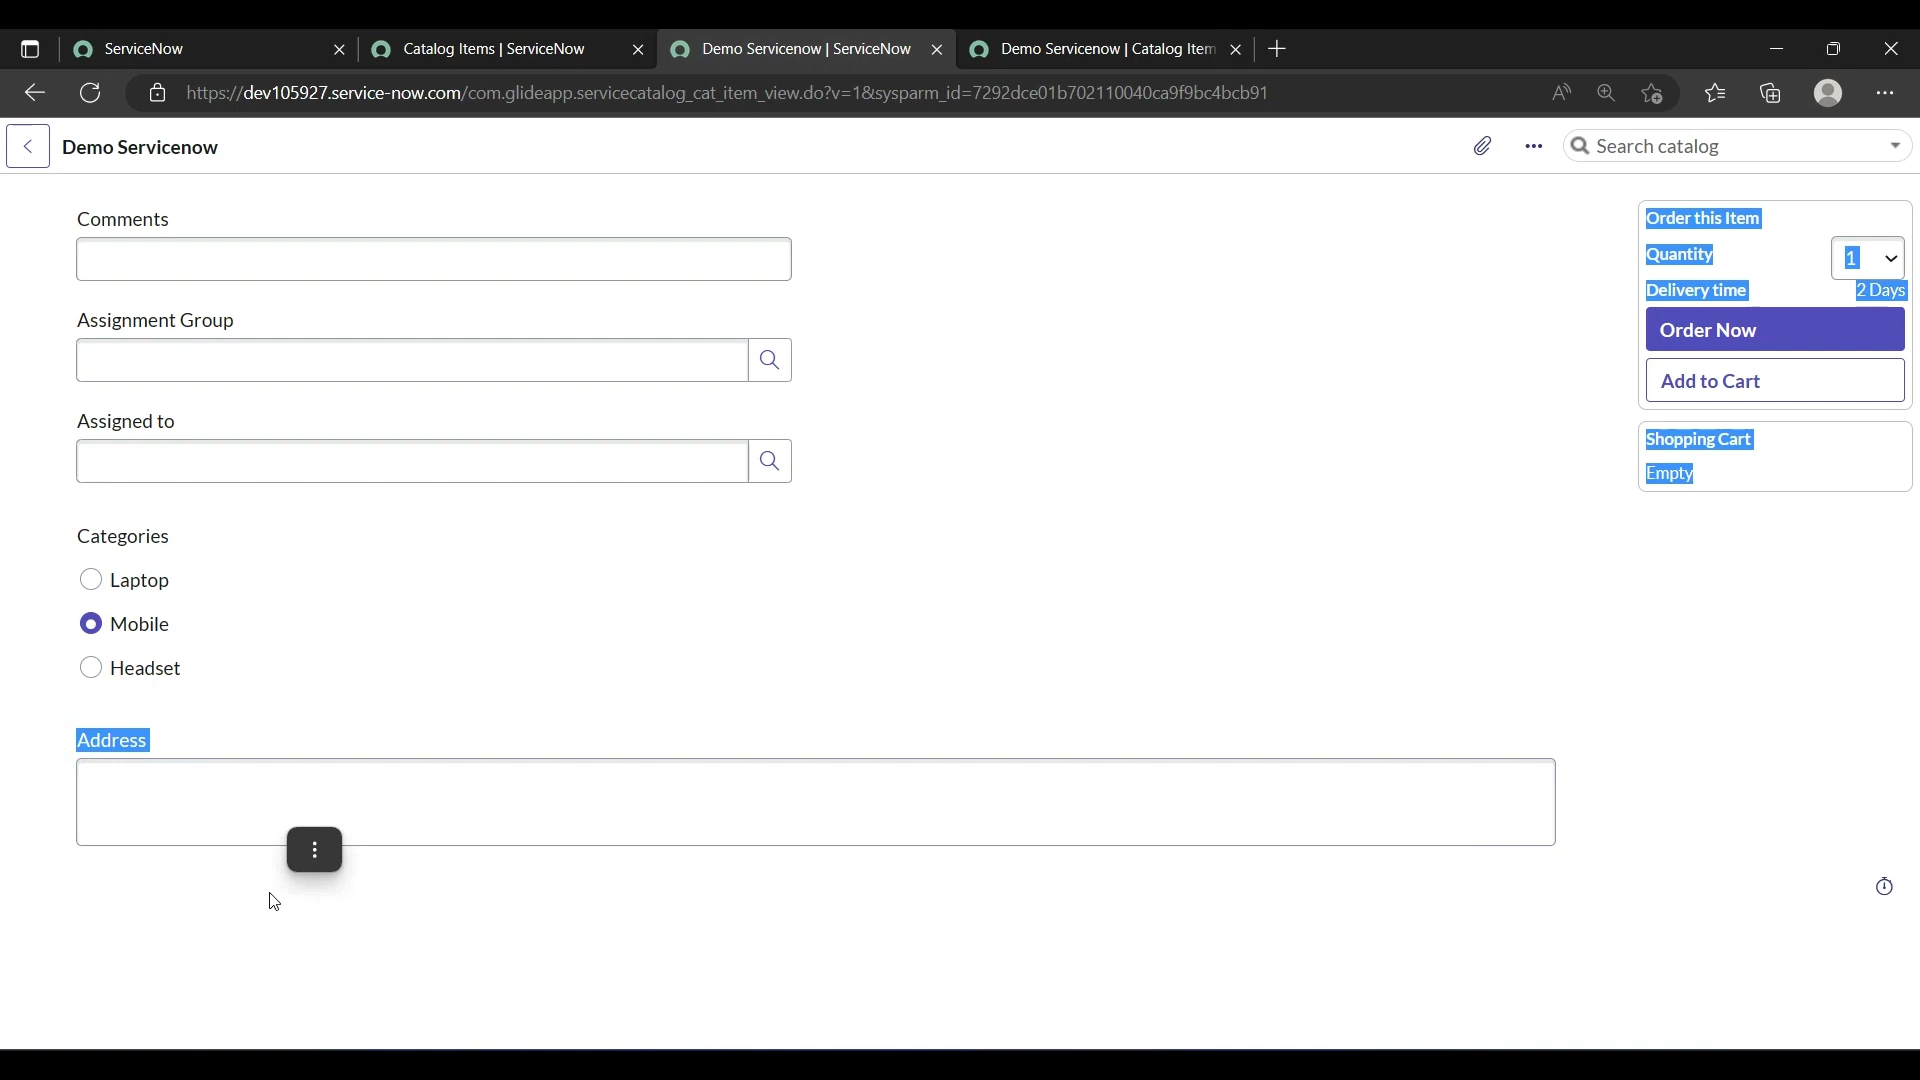 ServiceNow
Catalog Items | ServiceNow
Demo Servicenow | ServiceNow
Demo Servicenow | Catalog Item
https://dev105927.service-now.com/com.glideapp.servicecatalog_cat_item_view.do?v=1&sysparm_id=7292dce01b702110040ca9f9bc4bcb91
Demo Servicenow
Search catalog
Comments
Assignment Group
Assigned to
Categories
Laptop
Mobile
Headset
Address
Order this Item
Quantity
1
Delivery time
2 Days
Order Now
Add to Cart
Shopping Cart
Empty